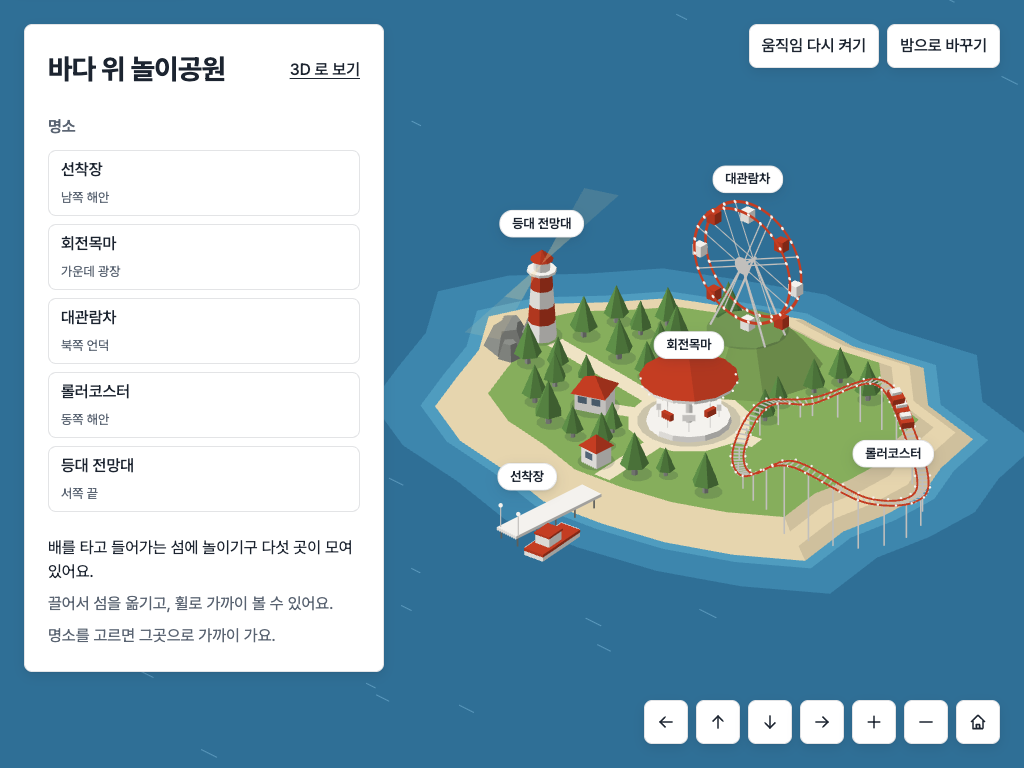 바다 위 놀이공원
3D 로 보기
명소
선착장
남쪽 해안
회전목마
가운데 광장
대관람차
북쪽 언덕
롤러코스터
동쪽 해안
등대 전망대
서쪽 끝
배를 타고 들어가는 섬에 놀이기구 다섯 곳이 모여
있어요.
끌어서 섬을 옮기고, 휠로 가까이 볼 수 있어요.
명소를 고르면 그곳으로 가까이 가요.
움직임 다시 켜기
밤으로 바꾸기
대관람차
등대 전망대
회전목마
롤러코스터
선착장